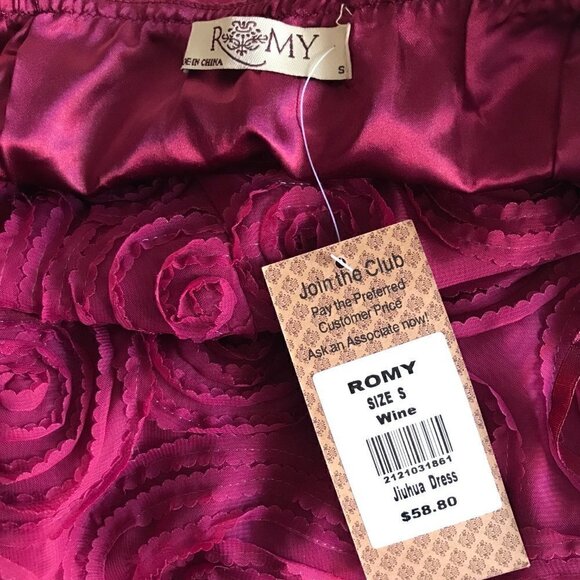 ROMY
DE IN CHINA
S
Join the Club
Pay the Preferred
Customer Price
Ask an Associate now!
ROMY
SIZE S
Wine
2121031861
Jiuhua Dress
$58.80